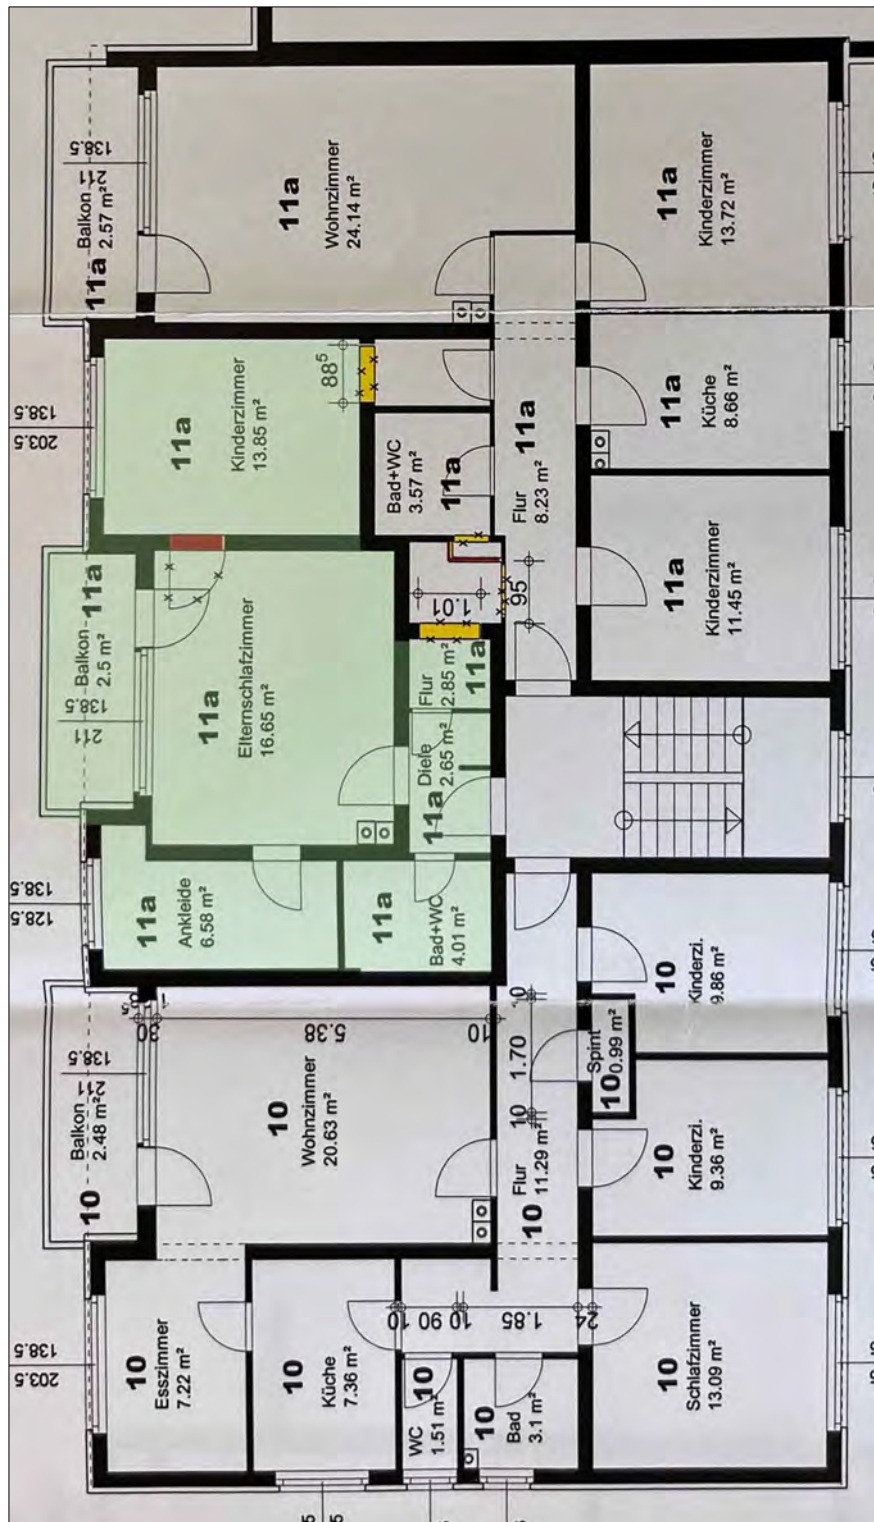 138.5
211
Balkon
2.57 m²
11a
11a
Wohnzimmer
24.14 m²
11a
Kinderzimmer
13.72 m²
138.5
203.5
11a
Kinderzimmer
13.85 m²
88⁵
Bad+WC
3.57 m²
11a
11a
Flur
8.23 m²
11a
Küche
8.66 m²
138.5
211
Balkon
2.5 m²
11a
11a
Elternschlafzimmer
16.65 m²
1.01
95
Flur
2.85 m²
11a
Diele
2.65 m²
11a
11a
Kinderzimmer
11.45 m²
138.5
128.5
11a
Ankleide
6.58 m²
11a
Bad+WC
4.01 m²
10
Kinderzi.
9.86 m²
138.5
211
Balkon
2.48 m²
10
30
5.38
10
10
Wohnzimmer
20.63 m²
10
1.70
10
10
Flur
11.29 m²
Spint
0.99 m²
10
10
Kinderzi.
9.36 m²
138.5
203.5
10
Esszimmer
7.22 m²
10
Küche
7.36 m²
10
90
10
1.85
24
WC
1.51 m²
10
10
Bad
3.1 m²
10
Schlafzimmer
13.09 m²